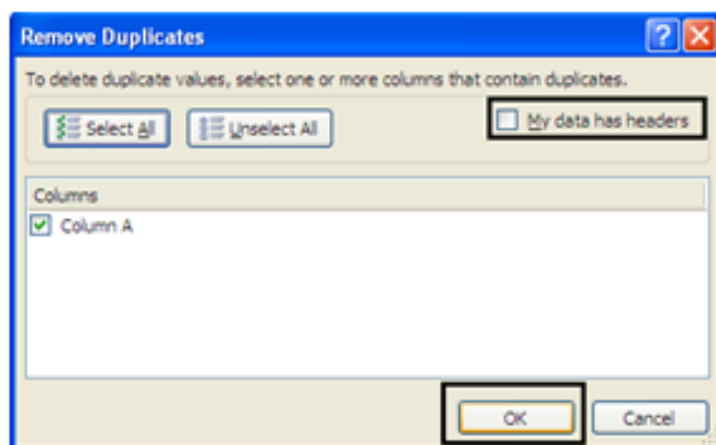 Remove Duplicates
To delete duplicate values, select one or more columns that contain duplicates.
Select All
Unselect All
My data has headers
Columns
Column A
OK
Cancel